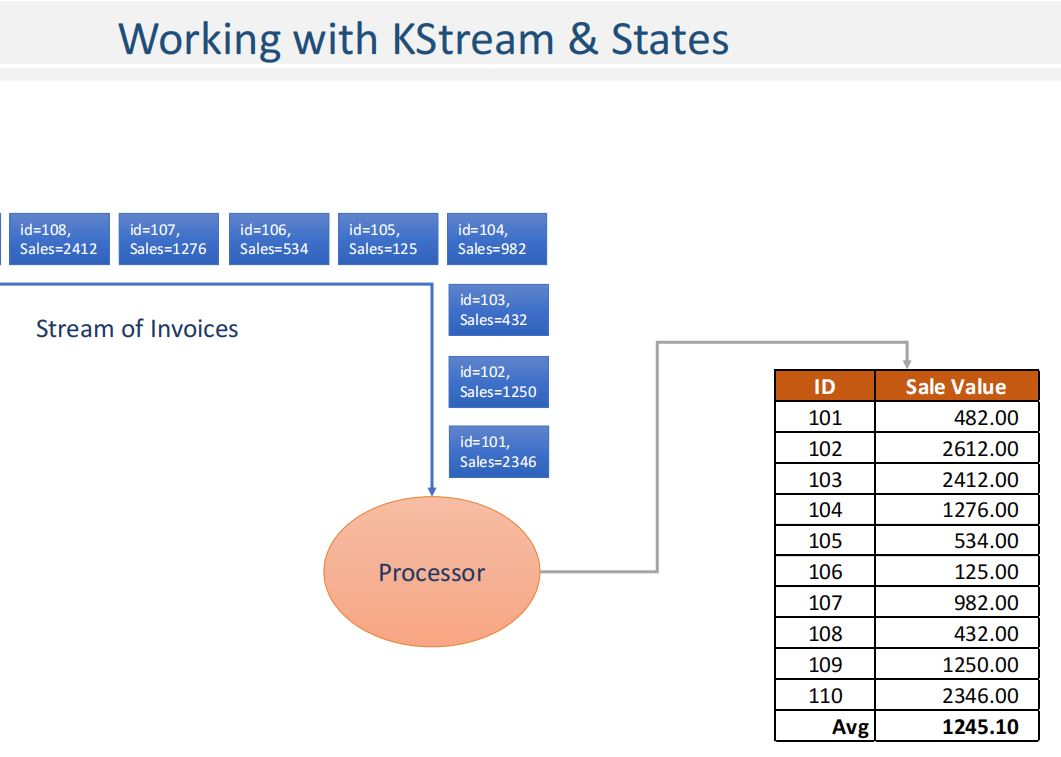 Working with KStream & States
id=108,
Sales=2412
id=107,
Sales=1276
id=106,
Sales=534
id=105,
Sales=125
id=104,
Sales=982
id=103,
Sales=432
id=102,
Sales=1250
id=101,
Sales=2346
Stream of Invoices
Processor
ID Sale Value
101 482.00
102 2612.00
103 2412.00
104 1276.00
105 534.00
106 125.00
107 982.00
108 432.00
109 1250.00
110 2346.00
Avg 1245.10